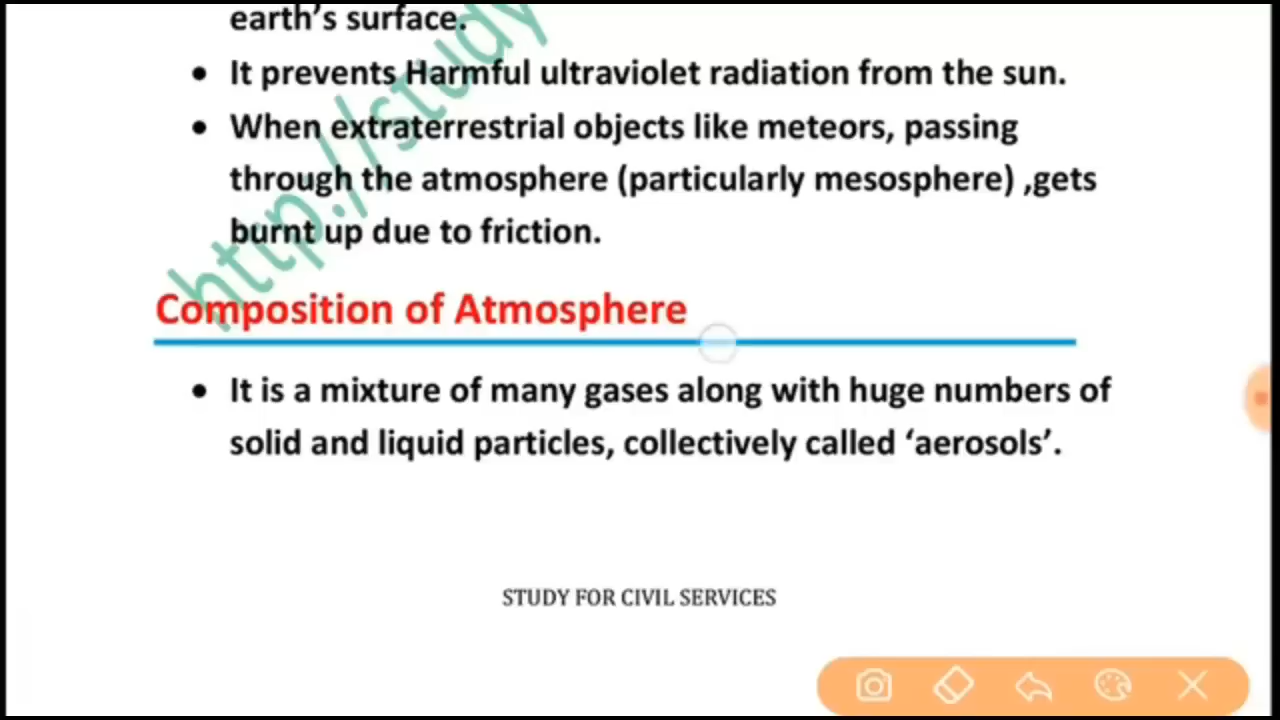 earth's surface.
• It prevents Harmful ultraviolet radiation from the sun.
• When extraterrestrial objects like meteors, passing
through the atmosphere (particularly mesosphere) ,gets
burnt up due to friction.
http://study
Composition of Atmosphere
• It is a mixture of many gases along with huge numbers of
solid and liquid particles, collectively called ‘aerosols’.
STUDY FOR CIVIL SERVICES